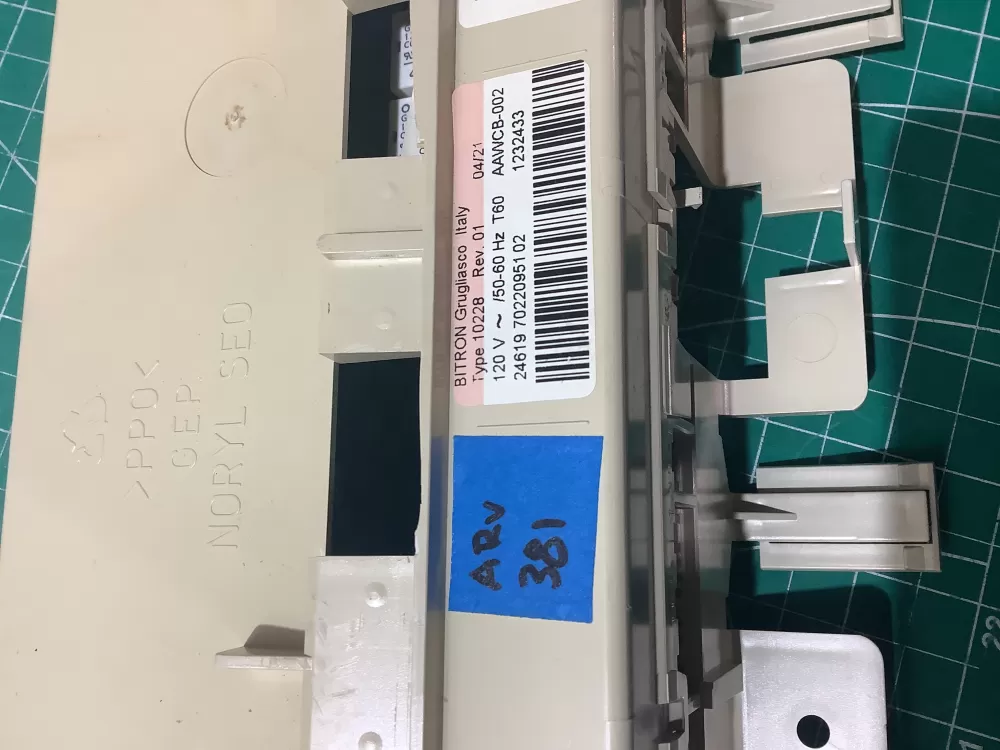 BITRON Grugliasco Italy
Type 10228 Rev. 01 04/21
120 V ~ /50-60 Hz T60 AAWCB-002
24619 7022095102 1232433
ARV
381
>PPO<
GEP.
NORYL SE0
22